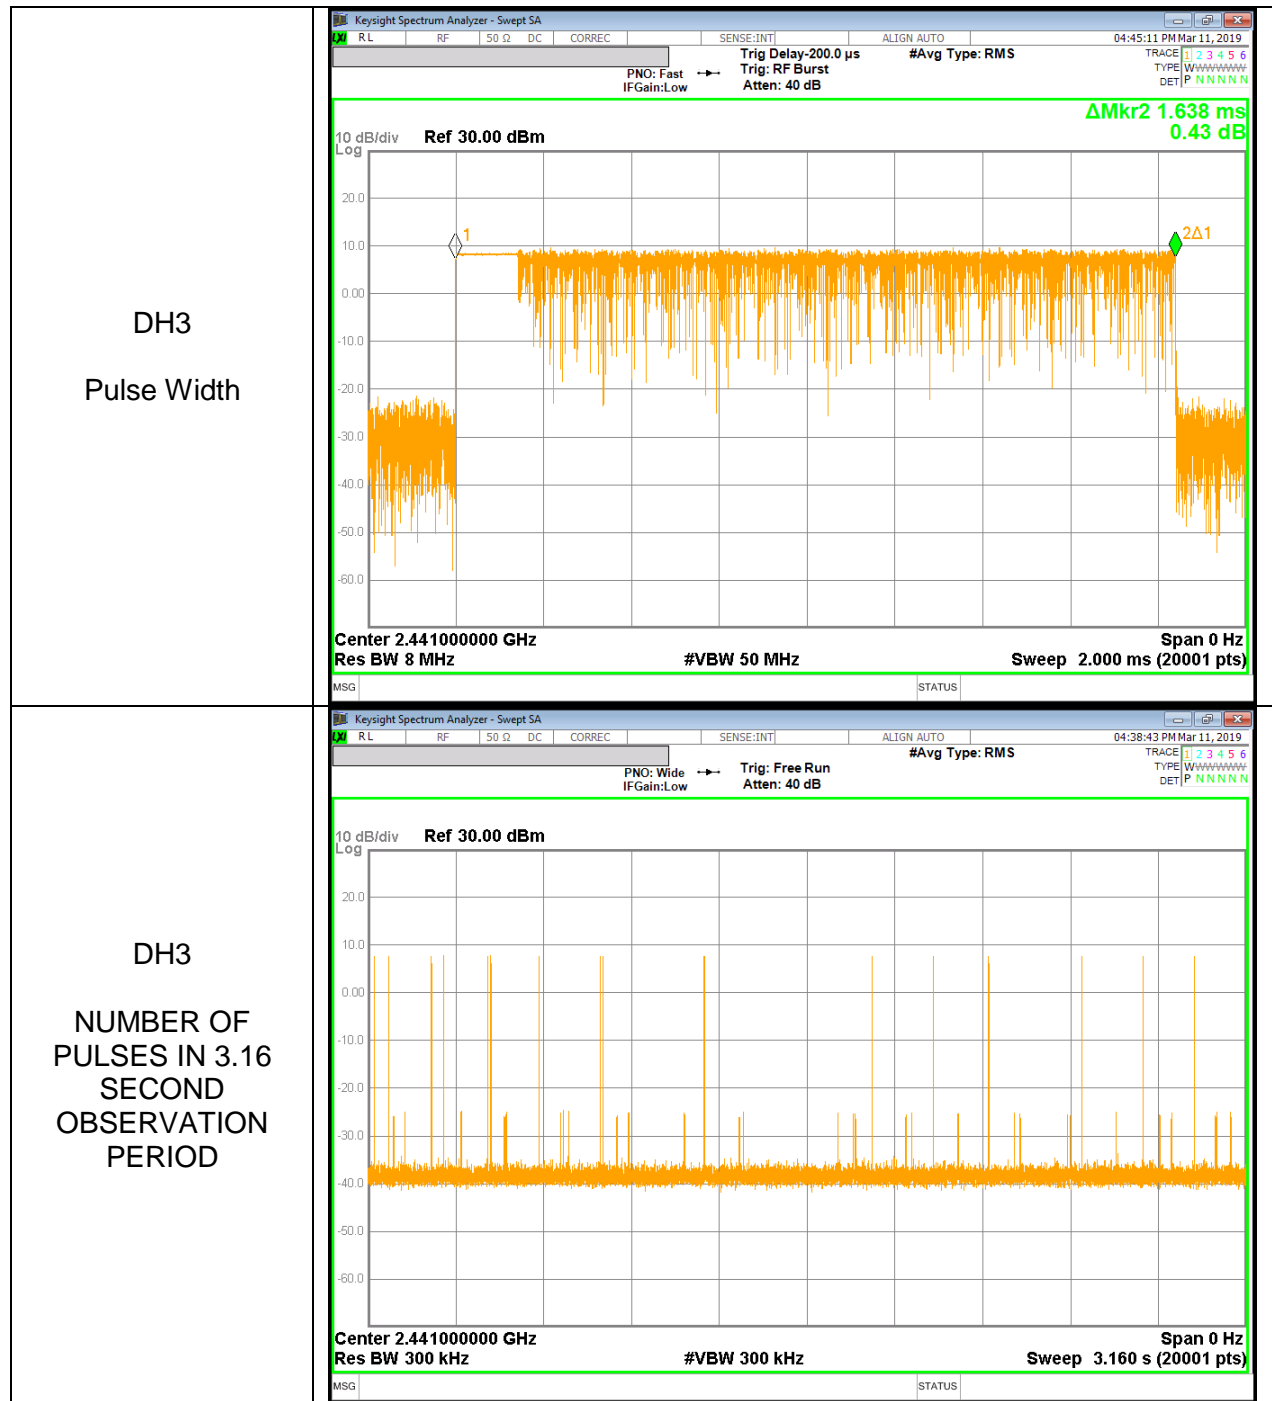 DH3
Pulse Width
Keysight Spectrum Analyzer - Swept SA
LXI RL RF 50 Ω DC CORREC SENSE:INT ALIGN AUTO 04:45:11 PM Mar 11, 2019
Trig Delay-200.0 µs #Avg Type: RMS TRACE 1 2 3 4 5 6
PNO: Fast Trig: RF Burst TYPE WWWWWW
IFGain:Low Atten: 40 dB DET P N N N N N
ΔMkr2 1.638 ms
0.43 dB
10 dB/div Ref 30.00 dBm
Log
20.0
10.0
0.00
-10.0
-20.0
-30.0
-40.0
-50.0
-60.0
1
2Δ1
Center 2.441000000 GHz Span 0 Hz
Res BW 8 MHz #VBW 50 MHz Sweep 2.000 ms (20001 pts)
MSG STATUS
DH3
NUMBER OF
PULSES IN 3.16
SECOND
OBSERVATION
PERIOD
Keysight Spectrum Analyzer - Swept SA
LXI RL RF 50 Ω DC CORREC SENSE:INT ALIGN AUTO 04:38:43 PM Mar 11, 2019
#Avg Type: RMS TRACE 1 2 3 4 5 6
PNO: Wide Trig: Free Run TYPE WWWWWW
IFGain:Low Atten: 40 dB DET P N N N N N
10 dB/div Ref 30.00 dBm
Log
20.0
10.0
0.00
-10.0
-20.0
-30.0
-40.0
-50.0
-60.0
Center 2.441000000 GHz Span 0 Hz
Res BW 300 kHz #VBW 300 kHz Sweep 3.160 s (20001 pts)
MSG STATUS